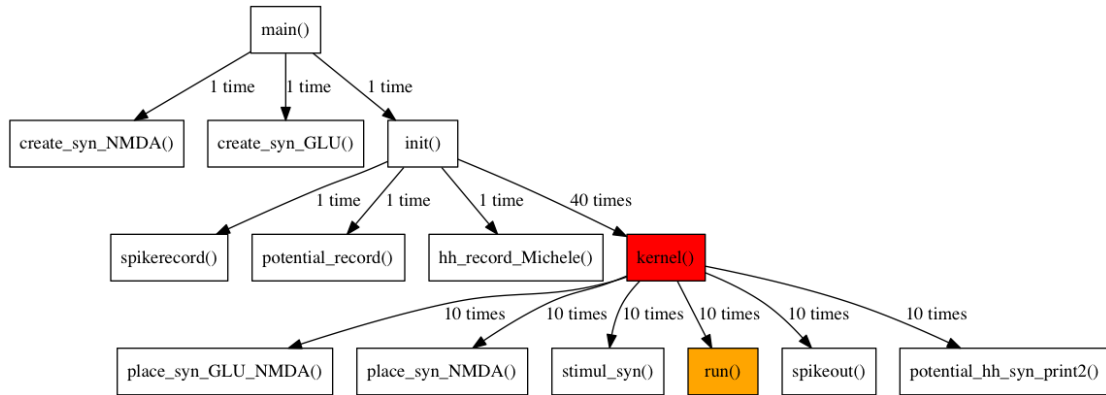 main()
1 time
1 time
1 time
create_syn_NMDA()
create_syn_GLU()
init()
1 time
1 time
1 time
40 times
spikerecord()
potential_record()
hh_record_Michele()
kernel()
10 times
10 times
10 times
10 times
10 times
10 times
place_syn_GLU_NMDA()
place_syn_NMDA()
stimul_syn()
run()
spikeout()
potential_hh_syn_print2()